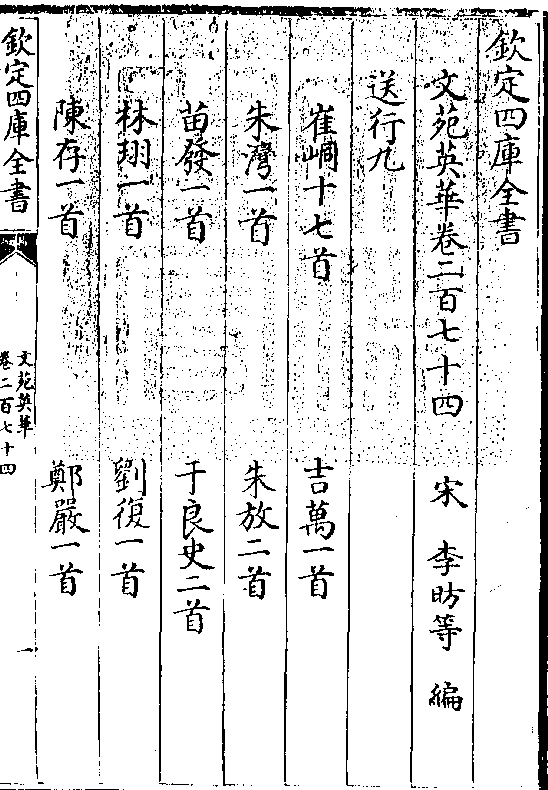 欽定四庫全書
文苑英華卷二百七十四　宋　李昉等　編
送行九
崔峒十七首　吉萬一首
朱灣一首　朱放二首
苗發一首　于良史二首
林珝一首　劉復一首
陳存一首　鄭嚴一首
欽定四庫全書
文苑英華
卷二百七十四
一